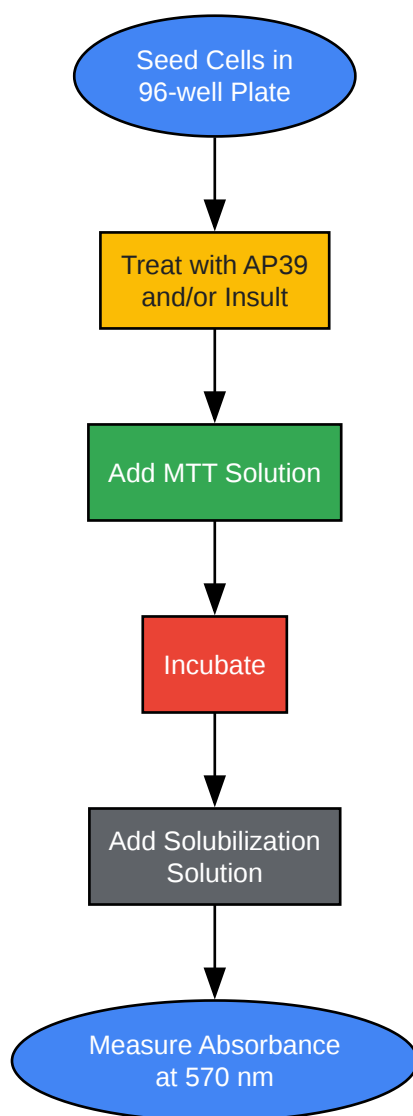 Seed Cells in
96-well Plate
Treat with AP39
and/or Insult
Add MTT Solution
Incubate
Add Solubilization
Solution
Measure Absorbance
at 570 nm